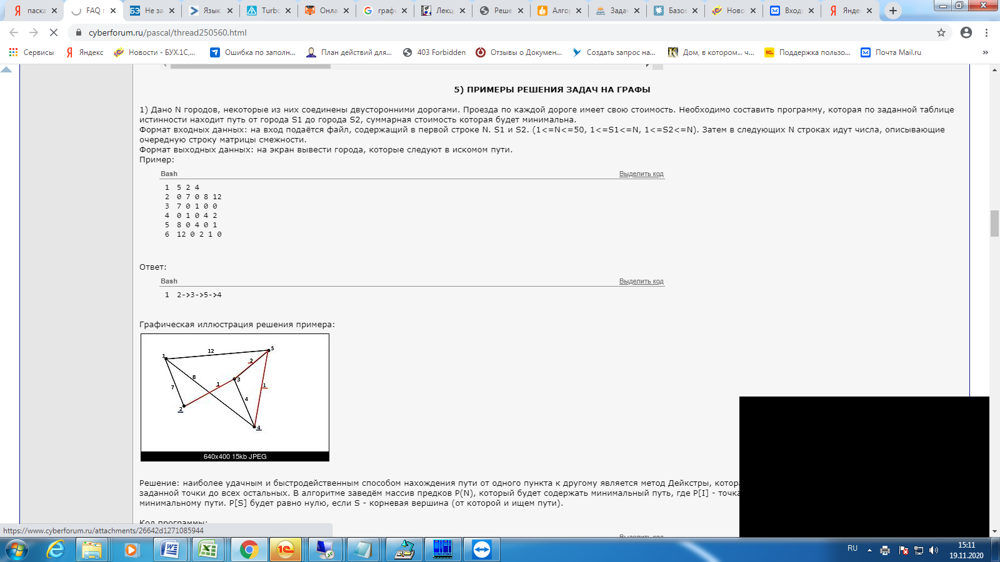 паска
FAQ п
Не за
Язык
Turbo
Онла
граф
Лекц
Реше
Алго
Задач
Базов
Ново
Входя
Яндек
cyberforum.ru/pascal/thread250560.html
Сервисы
Яндекс
Новости - БУХ.1С,...
Ошибка по заполн...
План действий для...
403 Forbidden
Отзывы о Докумен...
Создать запрос на...
Дом, в котором... ч...
Поддержка пользо...
Почта Mail.ru
»
5) ПРИМЕРЫ РЕШЕНИЯ ЗАДАЧ НА ГРАФЫ
1) Дано N городов, некоторые из них соединены двусторонними дорогами. Проезда по каждой дороге имеет свою стоимость. Необходимо составить программу, которая по заданной таблице
истинности находит путь от города S1 до города S2, суммарная стоимость которая будет минимальна.
Формат входных данных: на вход подаётся файл, содержащий в первой строке N. S1 и S2. (1<=N<=50, 1<=S1<=N, 1<=S2<=N). Затем в следующих N строках идут числа, описывающие
очередную строку матрицы смежности.
Формат выходных данных: на экран вывести города, которые следуют в искомом пути.
Пример:
Bash Выделить код
1 5 2 4
2 0 7 0 8 12
3 7 0 1 0 0
4 0 1 0 4 2
5 8 0 4 0 1
6 12 0 2 1 0
Ответ:
Bash Выделить код
1 2->3->5->4
Графическая иллюстрация решения примера:
12
5
1
2
8
3
1
7
1
4
2
4
640x400 15kb JPEG
Решение: наиболее удачным и быстродейственным способом нахождения пути от одного пункта к другому является метод Дейкстры, котора
заданной точки до всех остальных. В алгоритме заведём массив предков P(N), который будет содержать минимальный путь, где P[I] - точка
минимальному пути. P[S] будет равно нулю, если S - корневая вершина (от которой и ищем пути).
Код программы:
Выделить код
https://www.cyberforum.ru/attachments/26642d1271085944
RU
15:11
19.11.2020